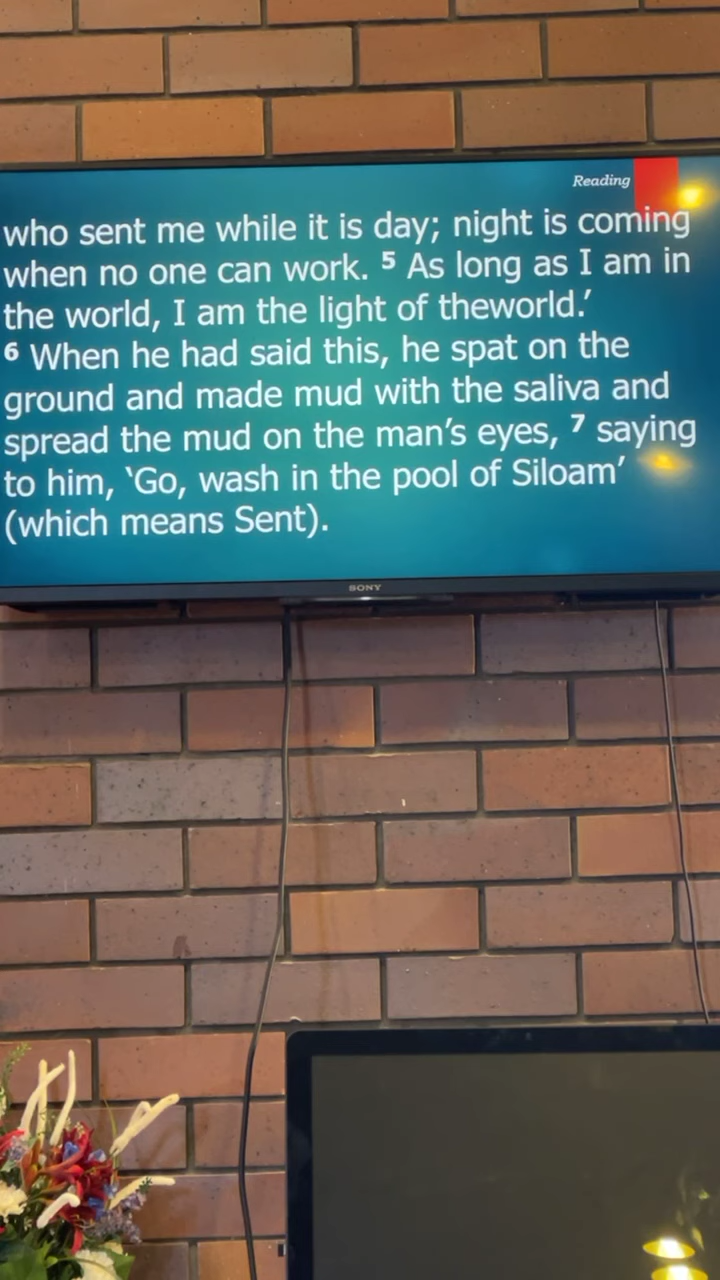 Reading
who sent me while it is day; night is coming
when no one can work. ⁵ As long as I am in
the world, I am the light of theworld.’
⁶ When he had said this, he spat on the
ground and made mud with the saliva and
spread the mud on the man’s eyes, ⁷ saying
to him, ‘Go, wash in the pool of Siloam’
(which means Sent).
SONY